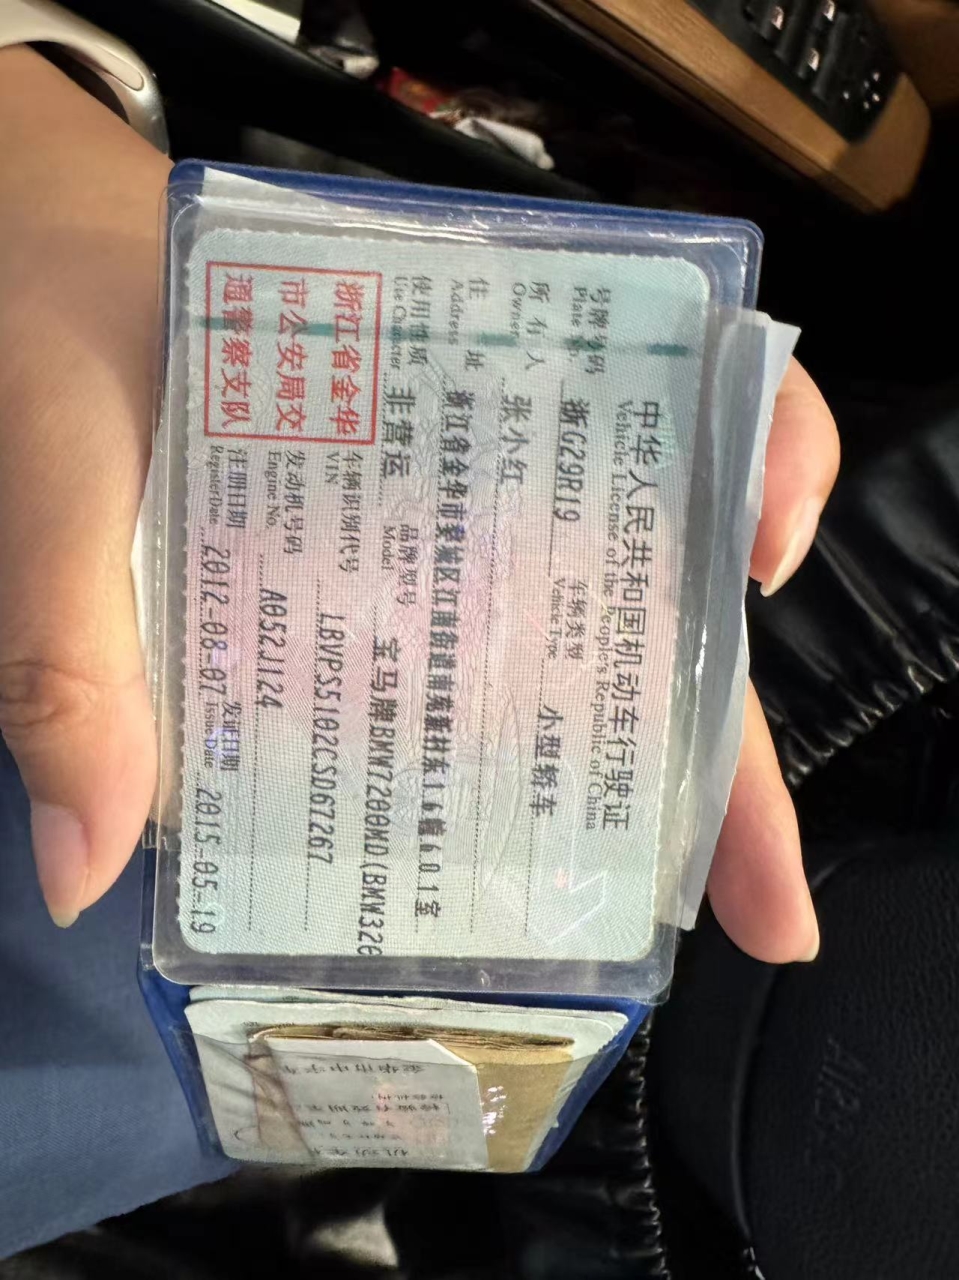 中华人民共和国机动车行驶证
Vehicle License of the People's Republic of China
号牌号码 浙G29R19 车辆类型 小型轿车
Plate No. Vehicle Type
所有人 张小红
Owner
住址 浙江省金华市婺城区江南街道南苑新村东16幢601室
Address
使用性质 非营运 品牌型号 宝马牌BMW7200MD(BMW320
Use Character Model
浙江省金华
市公安局交
通警察支队
车辆识别代号 LBVPS5102CSD67267
VIN
发动机号码 A052J124
Engine No.
注册日期 2012-08-07 发证日期 2015-05-19
Register Date Issue Date